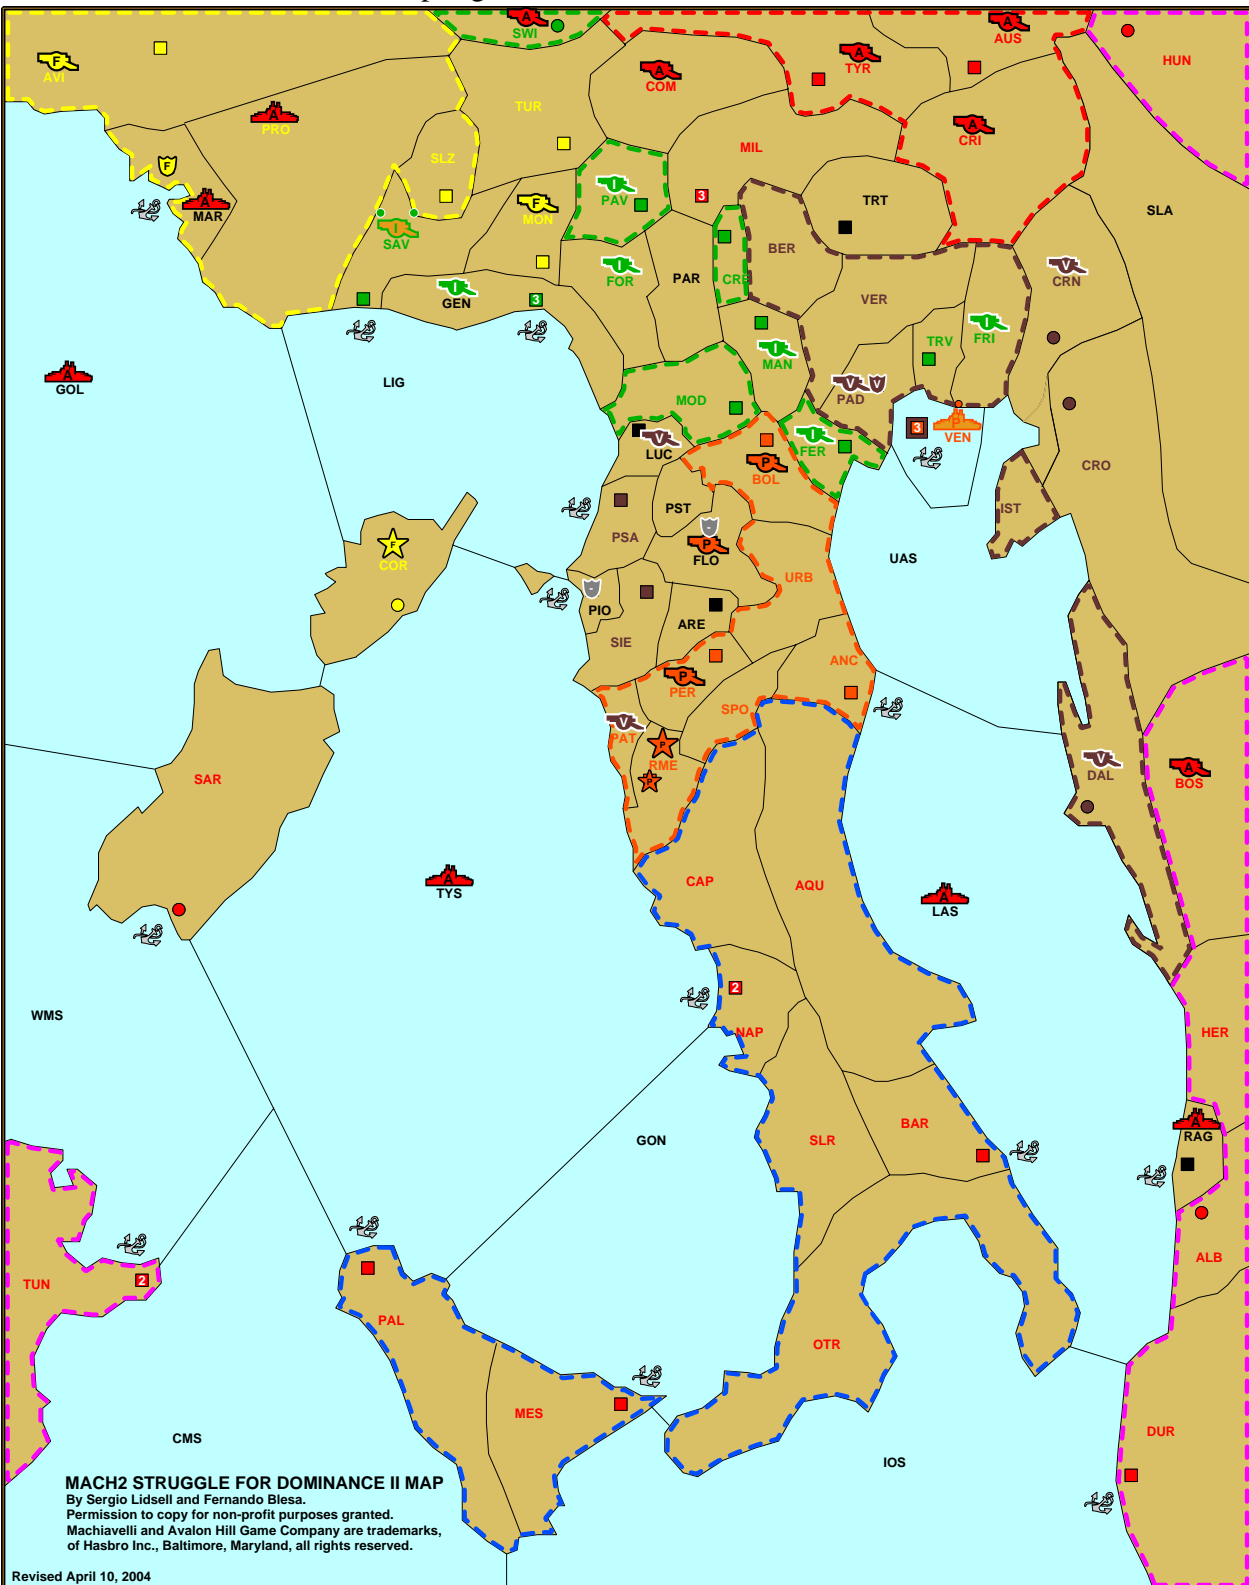 SWI
A
AUS
A
HUN
F
AVI
A
COM
A
TYR
A
TUR
A
PRO
A
CRI
MIL
SLZ
F
I
PAV
3
TRT
SLA
A
MAR
F
MON
I
SAV
BER
I
FOR
PAR
CRE
V
CRN
I
GEN
3
VER
I
FRI
TRV
I
MAN
A
GOL
LIG
V
PAD
V
MOD
3
P
VEN
V
LUC
I
FER
P
BOL
CRO
PST
IST
PSA
F
COR
P
FLO
UAS
URB
PIO
ARE
SIE
ANC
P
PER
SPO
V
PAT
P
RME
P
V
DAL
A
BOS
SAR
A
TYS
CAP
AQU
A
LAS
2
NAP
WMS
HER
A
RAG
GON
SLR
BAR
TUN
2
ALB
PAL
OTR
MES
DUR
CMS
IOS
MACH2 STRUGGLE FOR DOMINANCE II MAP
By Sergio Lidsell and Fernando Blesa.
Permission to copy for non-profit purposes granted.
Machiavelli and Avalon Hill Game Company are trademarks,
of Hasbro Inc., Baltimore, Maryland, all rights reserved.
Revised April 10, 2004